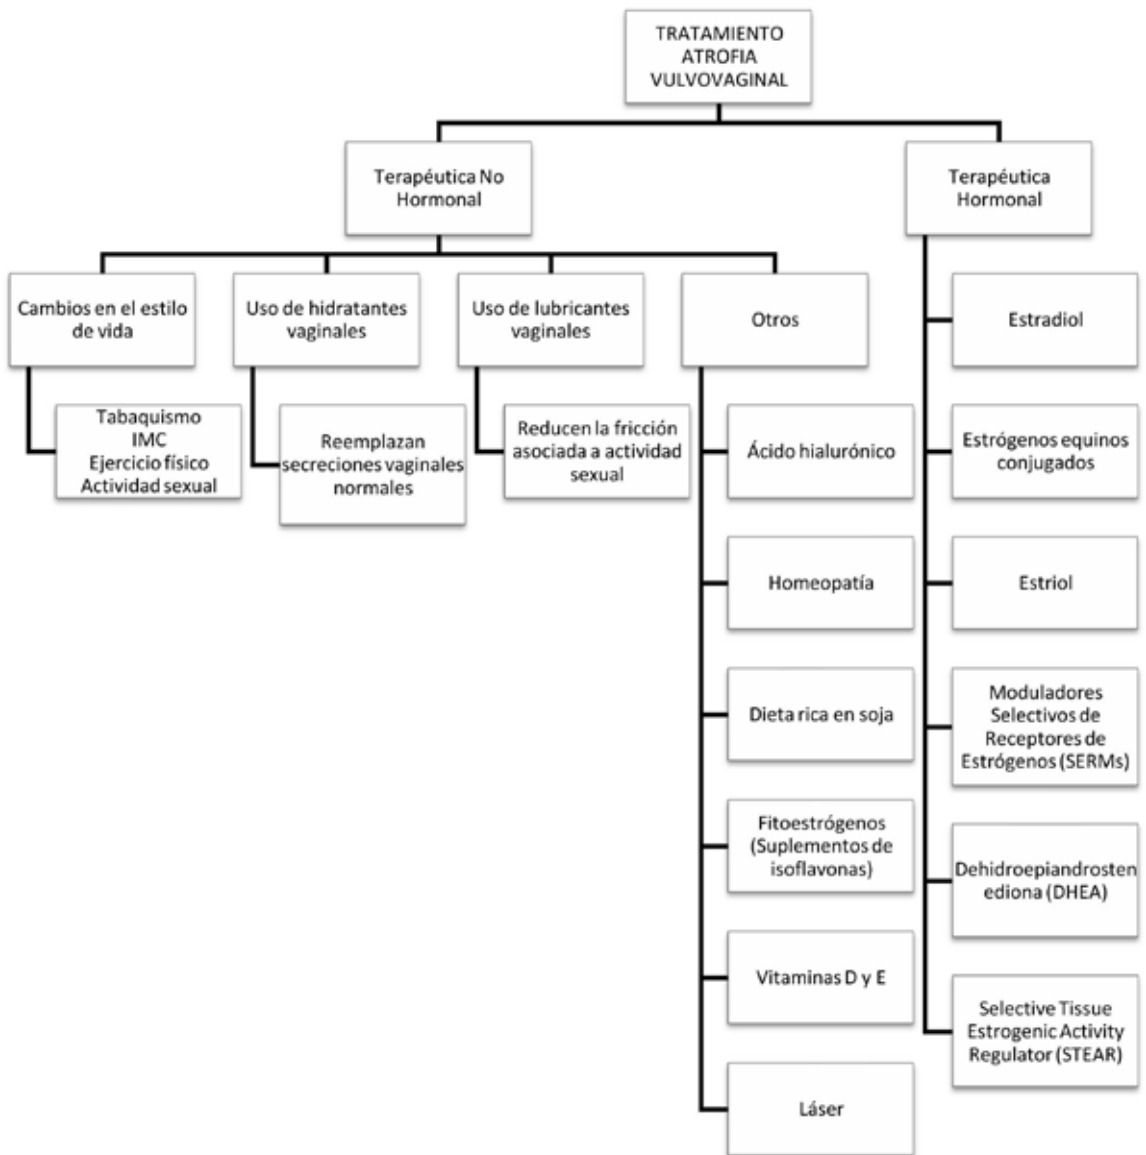 TRATAMIENTO
ATROFIA
VULVOVAGINAL
Terapéutica No
Hormonal
Terapéutica
Hormonal
Cambios en el estilo
de vida
Uso de hidratantes
vaginales
Uso de lubricantes
vaginales
Otros
Tabaquismo
IMC
Ejercicio físico
Actividad sexual
Reemplazan
secreciones vaginales
normales
Reducen la fricción
asociada a actividad
sexual
Ácido hialurónico
Homeopatía
Dieta rica en soja
Fitoestrógenos
(Suplementos de
isoflavonas)
Vitaminas D y E
Láser
Estradiol
Estrógenos equinos
conjugados
Estriol
Moduladores
Selectivos de
Receptores de
Estrógenos (SERMs)
Dehidroepiandrosten
ediona (DHEA)
Selective Tissue
Estrogenic Activity
Regulator (STEAR)